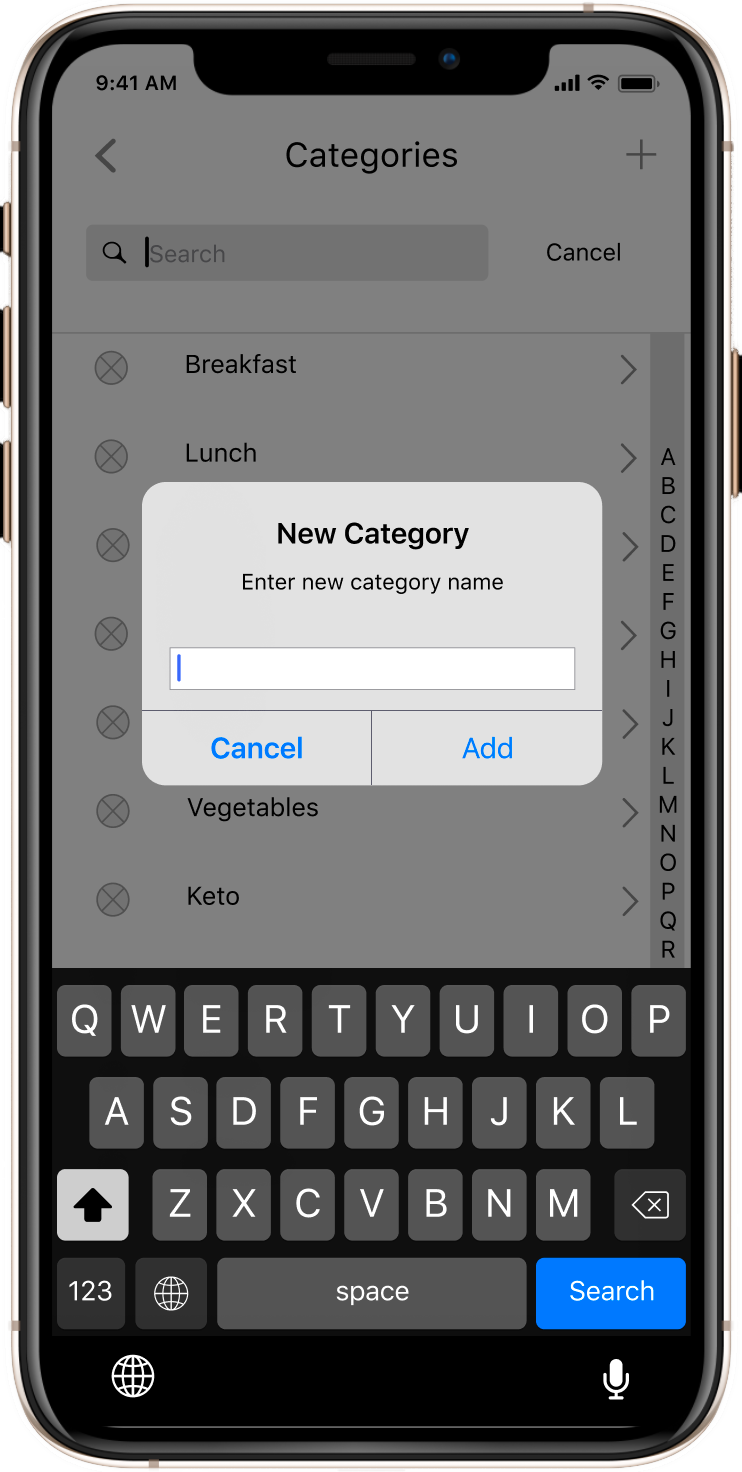 9:41 AM
Categories
Search
Cancel
Breakfast
Lunch
New Category
Enter new category name
Cancel
Add
Vegetables
Keto
A
B
C
D
E
F
G
H
I
J
K
L
M
N
O
P
Q
R
Q W E R T Y U I O P
A S D F G H J K L
Z X C V B N M
123 space Search